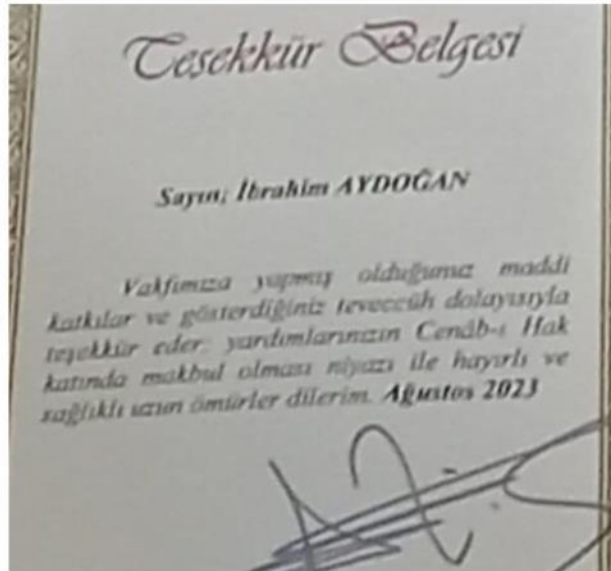 Teşekkür Belgesi
Sayın; İbrahim AYDOĞAN
Vakfımıza yapmış olduğunuz maddi
katkılar ve gösterdiğiniz teveccüh dolayısıyla
teşekkür eder; yardımlarınızın Cenâb-ı Hak
katında makbul olması niyazı ile hayırlı ve
sağlıklı uzun ömürler dilerim. Ağustos 2023